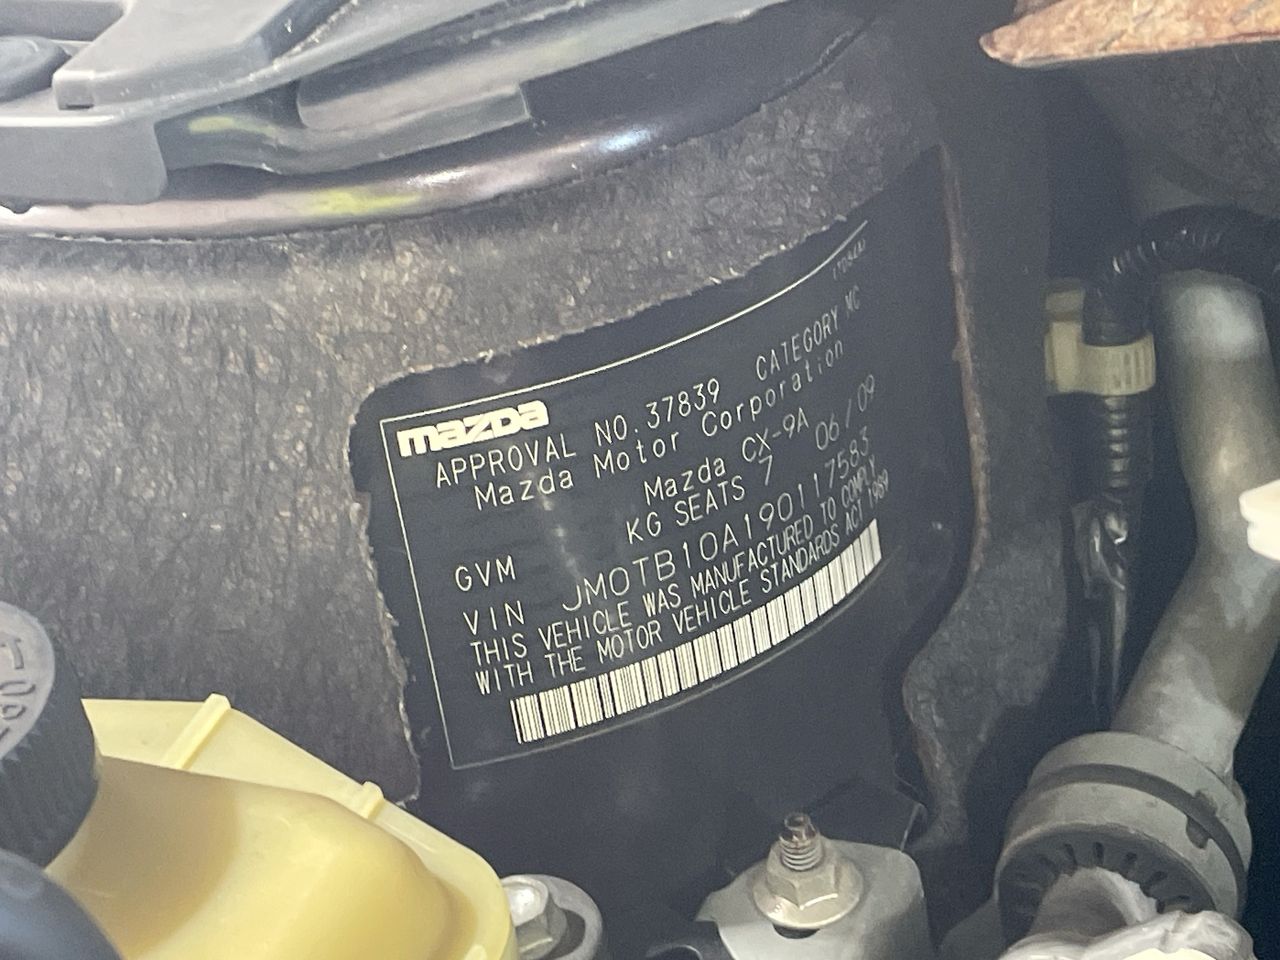 mazda
APPROVAL NO. 37839 CATEGORY MC
Mazda Motor Corporation
Mazda CX-9A
GVM KG SEATS 7 06/09
VIN JM0TB10A190117583
THIS VEHICLE WAS MANUFACTURED TO COMPLY
WITH THE MOTOR VEHICLE STANDARDS ACT 1989